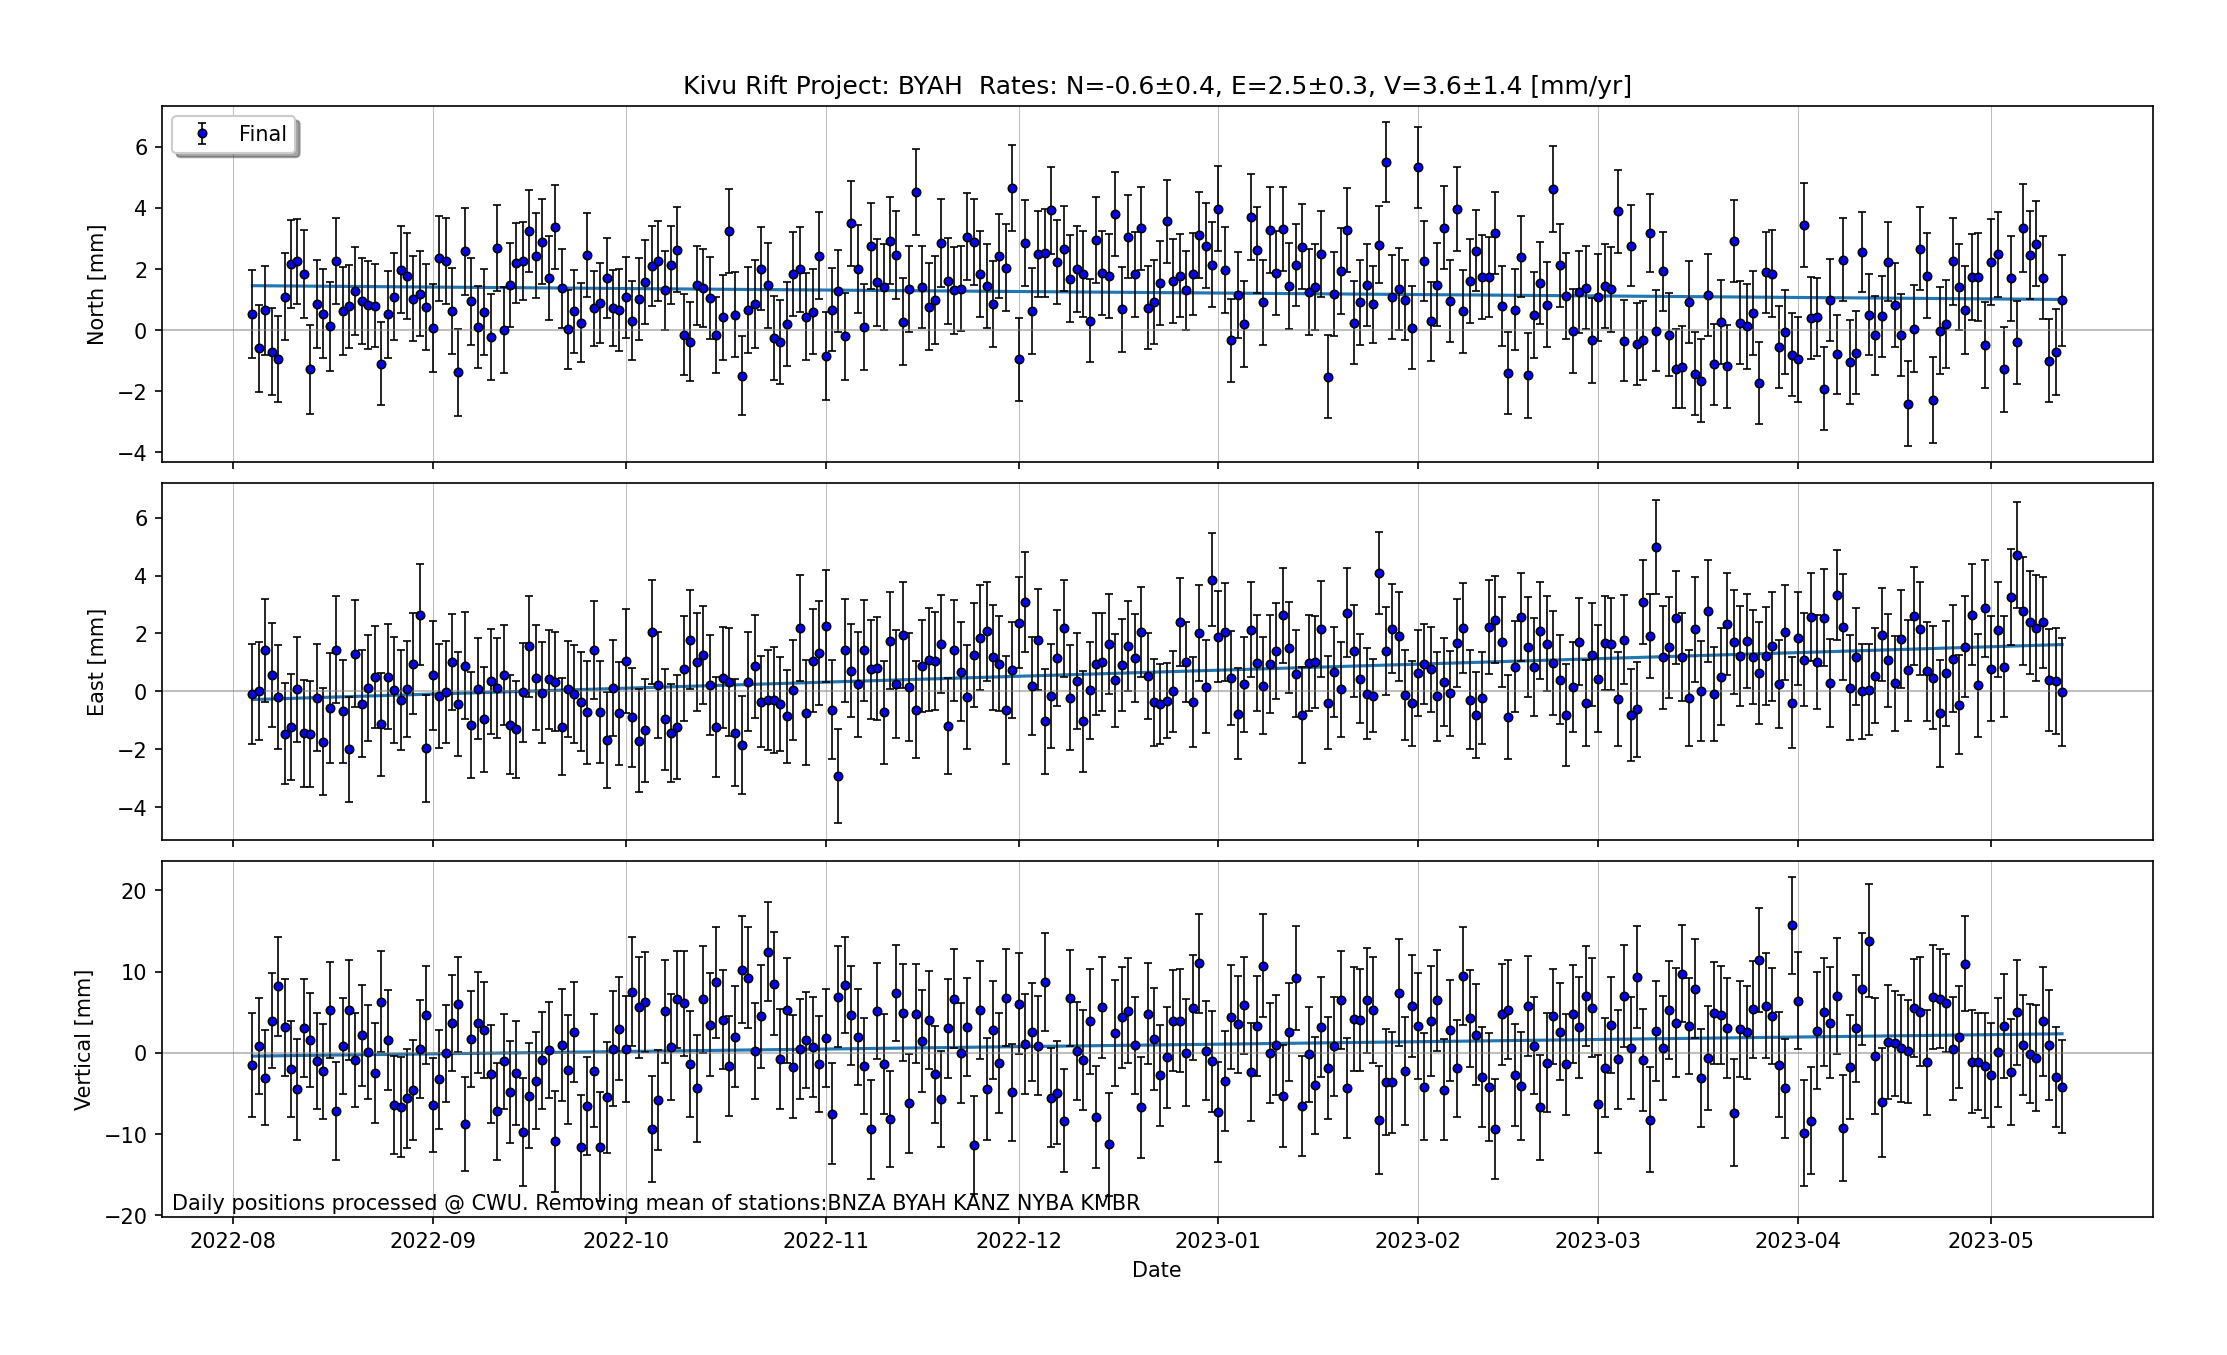 Kivu Rift Project: BYAH  Rates: N=-0.6±0.4, E=2.5±0.3, V=3.6±1.4 [mm/yr]
Final
North [mm]
6
4
2
0
−2
−4
East [mm]
6
4
2
0
−2
−4
Vertical [mm]
20
10
0
−10
−20
Daily positions processed @ CWU. Removing mean of stations:BNZA BYAH KANZ NYBA KMBR
2022-08 2022-09 2022-10 2022-11 2022-12 2023-01 2023-02 2023-03 2023-04 2023-05
Date